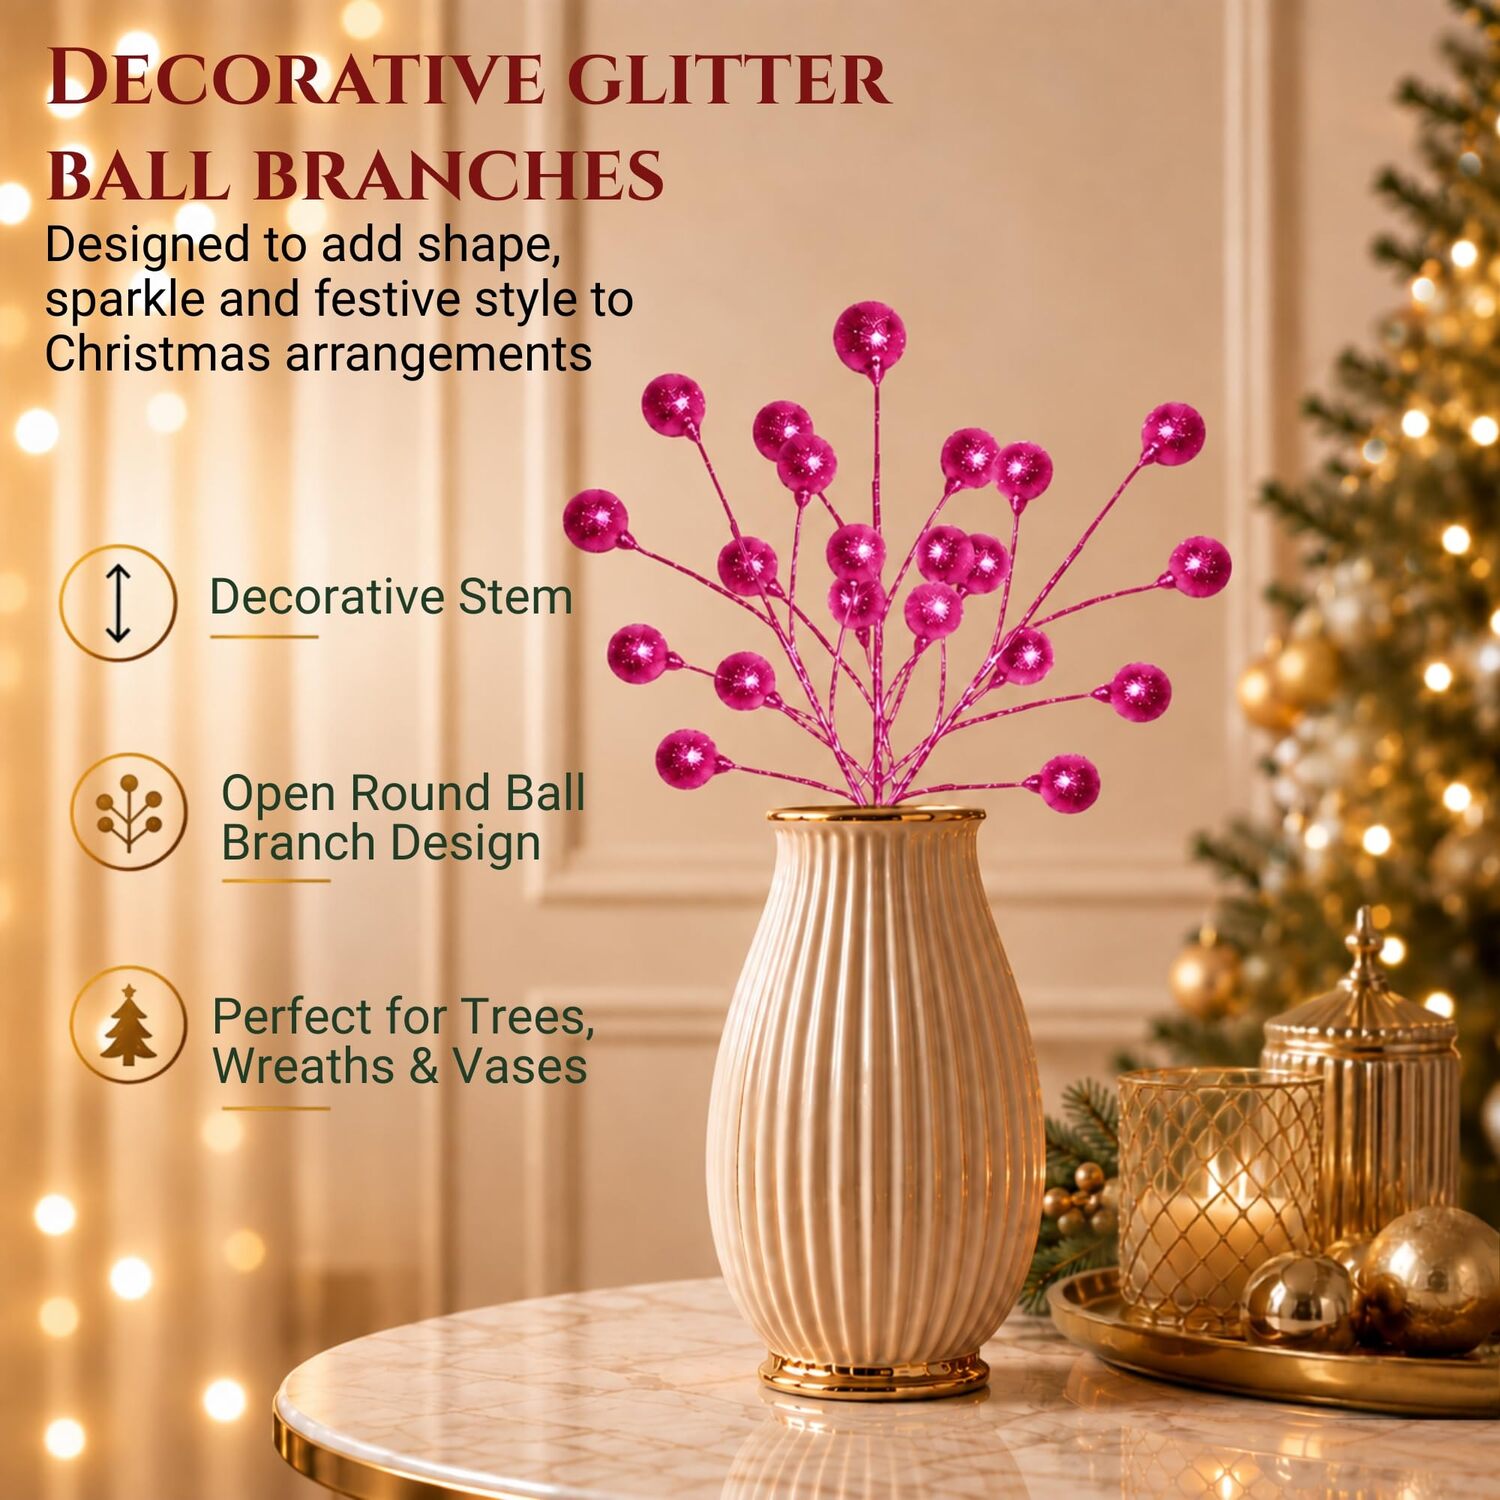 DECORATIVE GLITTER
BALL BRANCHES
Designed to add shape,
sparkle and festive style to
Christmas arrangements
Decorative Stem
Open Round Ball
Branch Design
Perfect for Trees,
Wreaths & Vases